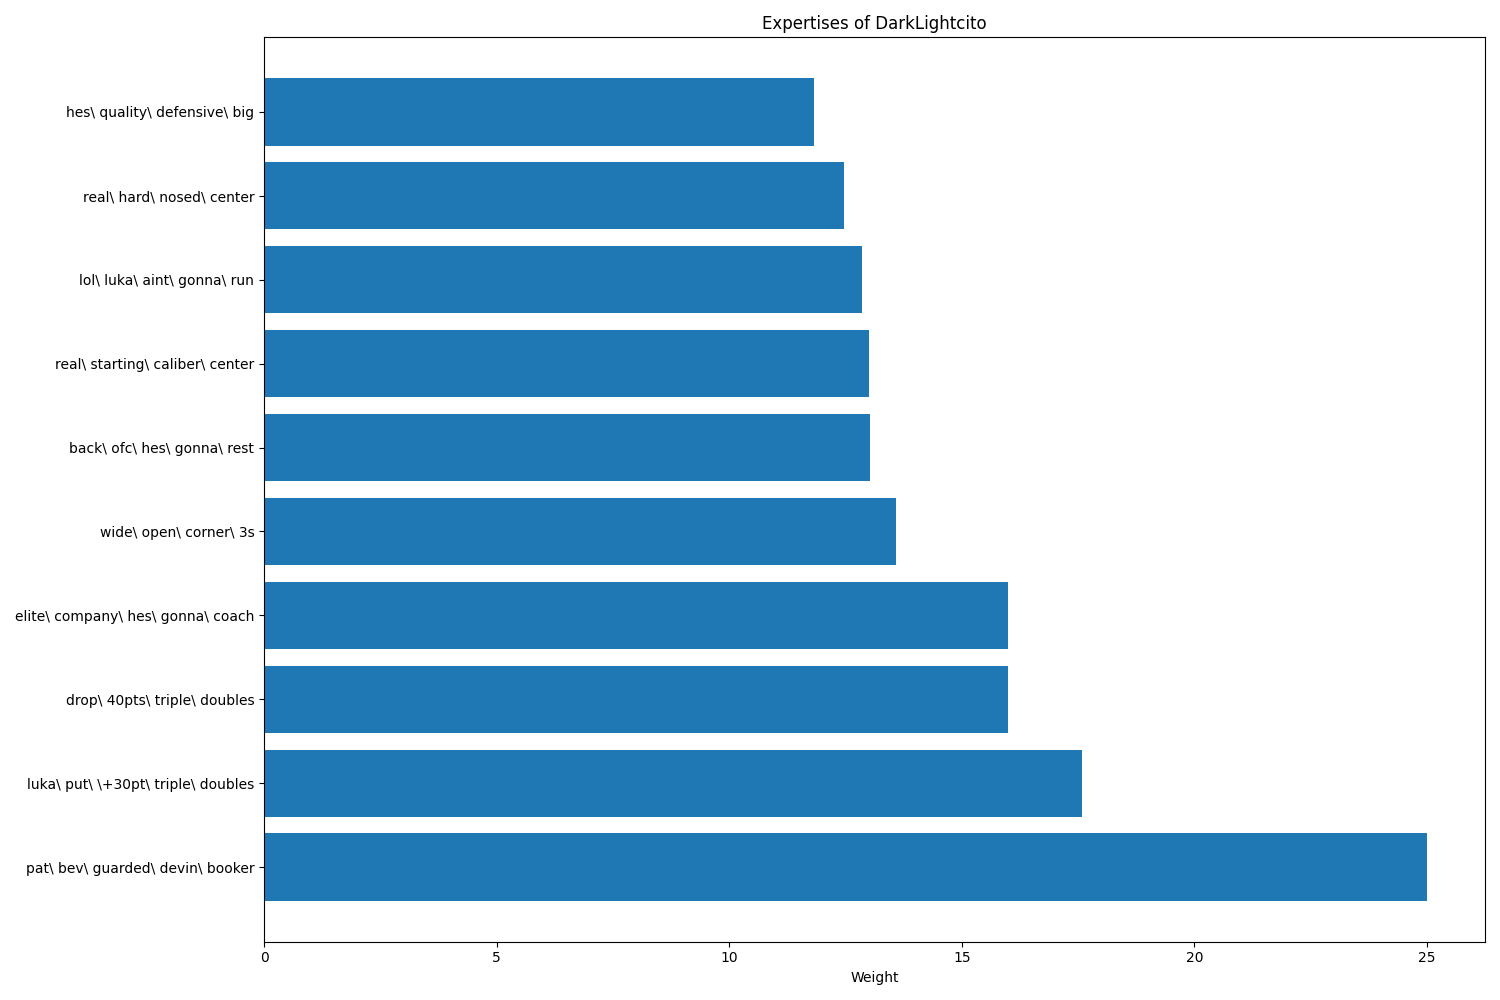 Expertises of DarkLightcito
hes\ quality\ defensive\ big
real\ hard\ nosed\ center
lol\ luka\ aint\ gonna\ run
real\ starting\ caliber\ center
back\ ofc\ hes\ gonna\ rest
wide\ open\ corner\ 3s
elite\ company\ hes\ gonna\ coach
drop\ 40pts\ triple\ doubles
luka\ put\ \+30pt\ triple\ doubles
pat\ bev\ guarded\ devin\ booker
0 5 10 15 20 25
Weight